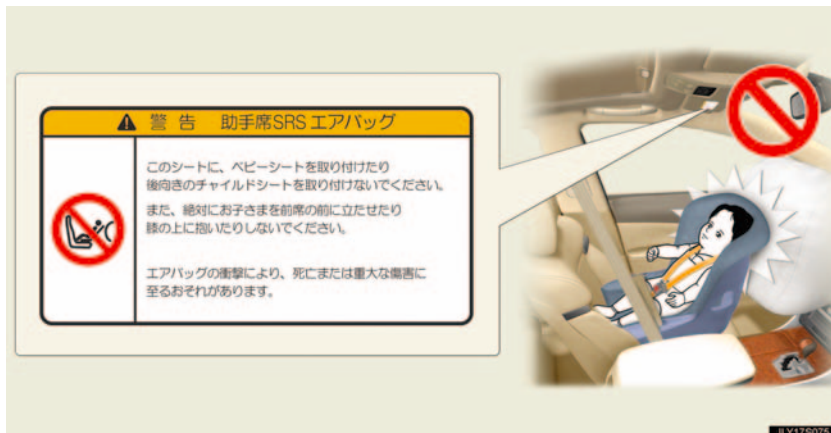 警告 助手席SRSエアバッグ
このシートに、ベビーシートを取り付けたり
後向きのチャイルドシートを取り付けないでください。
また、絶対にお子さまを前席の前に立たせたり
膝の上に抱いたりしないでください。
エアバッグの衝撃により、死亡または重大な傷害に
至るおそれがあります。
JLY17S075